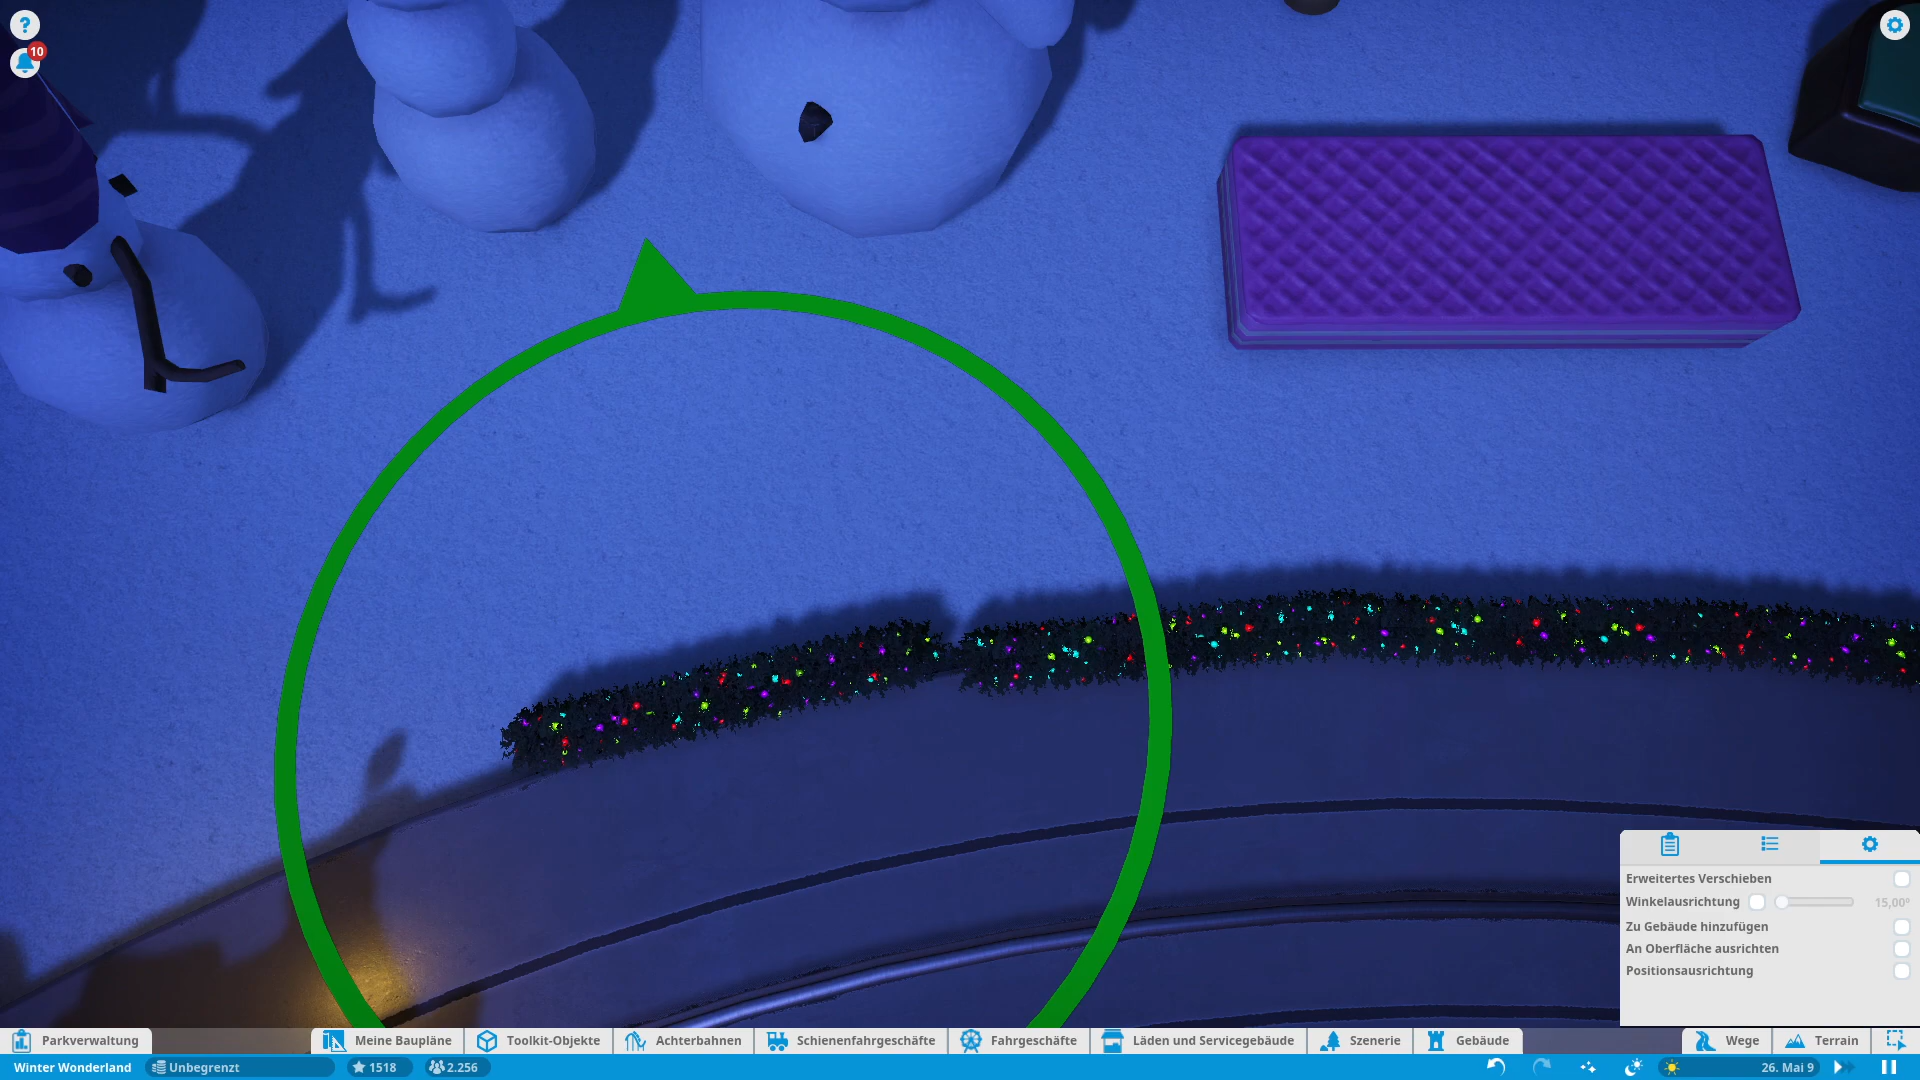 ?
10
Erweitertes Verschieben
Winkelausrichtung 15,00°
Zu Gebäude hinzufügen
An Oberfläche ausrichten
Positionsausrichtung
Parkverwaltung Meine Baupläne Toolkit-Objekte Achterbahnen Schienenfahrgeschäfte Fahrgeschäfte Läden und Servicegebäude Szenerie Gebäude Wege Terrain
Winter Wonderland Unbegrenzt 1518 2.256 26. Mai 9